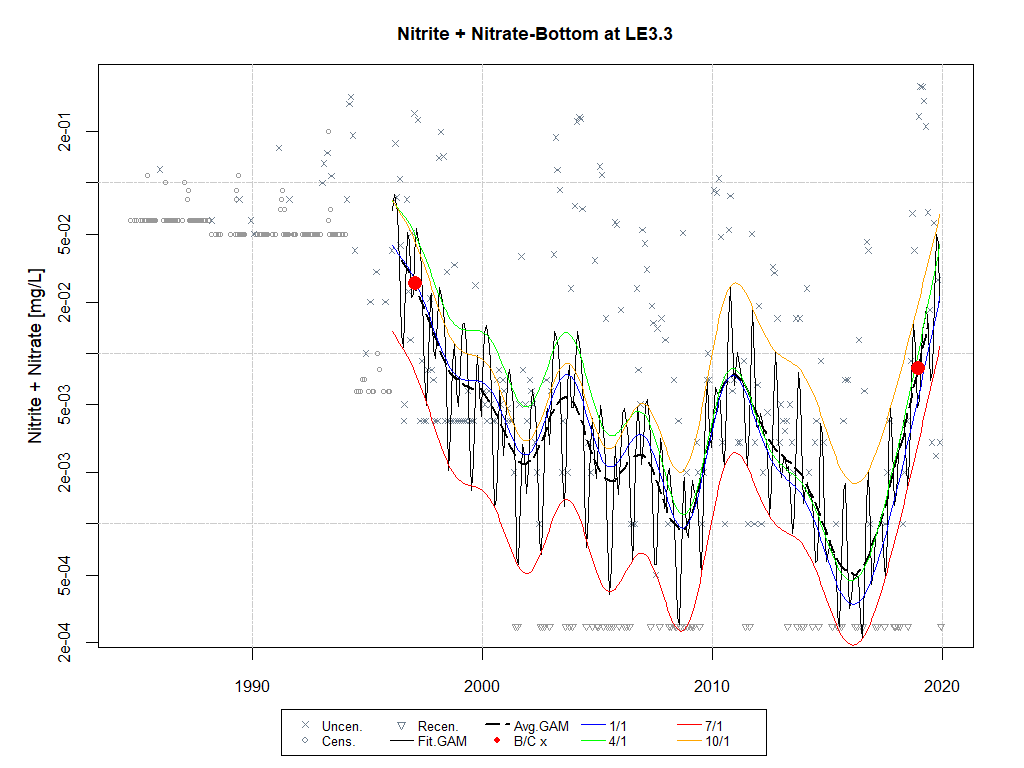 Nitrite + Nitrate-Bottom at LE3.3
Nitrite + Nitrate [mg/L]
2e-01
5e-02
2e-02
5e-03
2e-03
5e-04
2e-04
1990 2000 2010 2020
Uncen. Recen. Avg.GAM 1/1 7/1
Cens. Fit.GAM B/C x 4/1 10/1